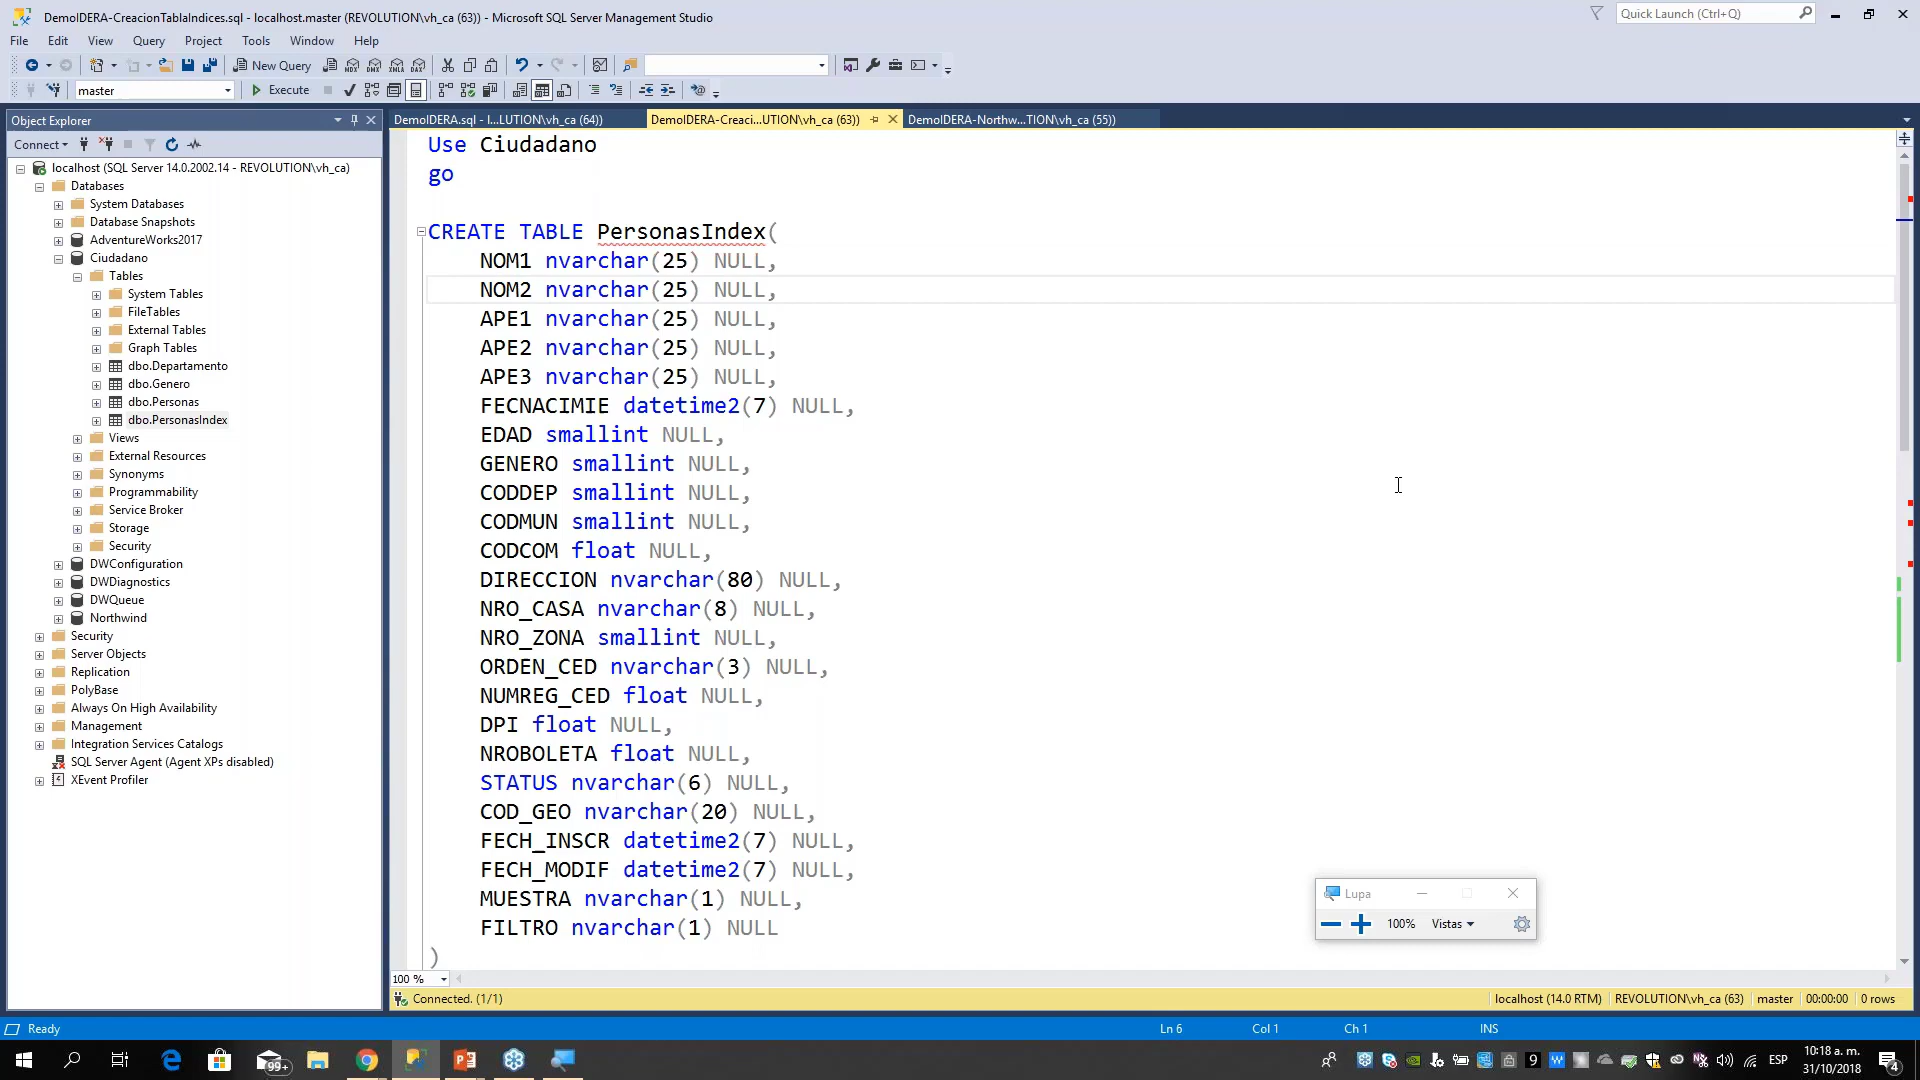 DemoIDERA-CreacionTablaIndices.sql - localhost.master (REVOLUTION\vh_ca (63)) - Microsoft SQL Server Management Studio
Quick Launch (Ctrl+Q)
File Edit View Query Project Tools Window Help
New Query
MDX DMX XMLA DAX
master
Execute
Object Explorer
DemoIDERA.sql - l...LUTION\vh_ca (64))
DemoIDERA-Creaci...UTION\vh_ca (63))
DemoIDERA-Northw...TION\vh_ca (55))
Connect
localhost (SQL Server 14.0.2002.14 - REVOLUTION\vh_ca)
Databases
System Databases
Database Snapshots
AdventureWorks2017
Ciudadano
Tables
System Tables
FileTables
External Tables
Graph Tables
dbo.Departamento
dbo.Genero
dbo.Personas
dbo.PersonasIndex
Views
External Resources
Synonyms
Programmability
Service Broker
Storage
Security
DWConfiguration
DWDiagnostics
DWQueue
Northwind
Security
Server Objects
Replication
PolyBase
Always On High Availability
Management
Integration Services Catalogs
SQL Server Agent (Agent XPs disabled)
XEvent Profiler
Use Ciudadano
go
CREATE TABLE PersonasIndex(
NOM1 nvarchar(25) NULL,
NOM2 nvarchar(25) NULL,
APE1 nvarchar(25) NULL,
APE2 nvarchar(25) NULL,
APE3 nvarchar(25) NULL,
FECNACIMIE datetime2(7) NULL,
EDAD smallint NULL,
GENERO smallint NULL,
CODDEP smallint NULL,
CODMUN smallint NULL,
CODCOM float NULL,
DIRECCION nvarchar(80) NULL,
NRO_CASA nvarchar(8) NULL,
NRO_ZONA smallint NULL,
ORDEN_CED nvarchar(3) NULL,
NUMREG_CED float NULL,
DPI float NULL,
NROBOLETA float NULL,
STATUS nvarchar(6) NULL,
COD_GEO nvarchar(20) NULL,
FECH_INSCR datetime2(7) NULL,
FECH_MODIF datetime2(7) NULL,
MUESTRA nvarchar(1) NULL,
FILTRO nvarchar(1) NULL
)
Lupa
100% Vistas
100 %
Connected. (1/1)
localhost (14.0 RTM) REVOLUTION\vh_ca (63) master 00:00:00 0 rows
Ready
Ln 6 Col 1 Ch 1 INS
99+
9
ESP
10:18 a. m.
31/10/2018
4